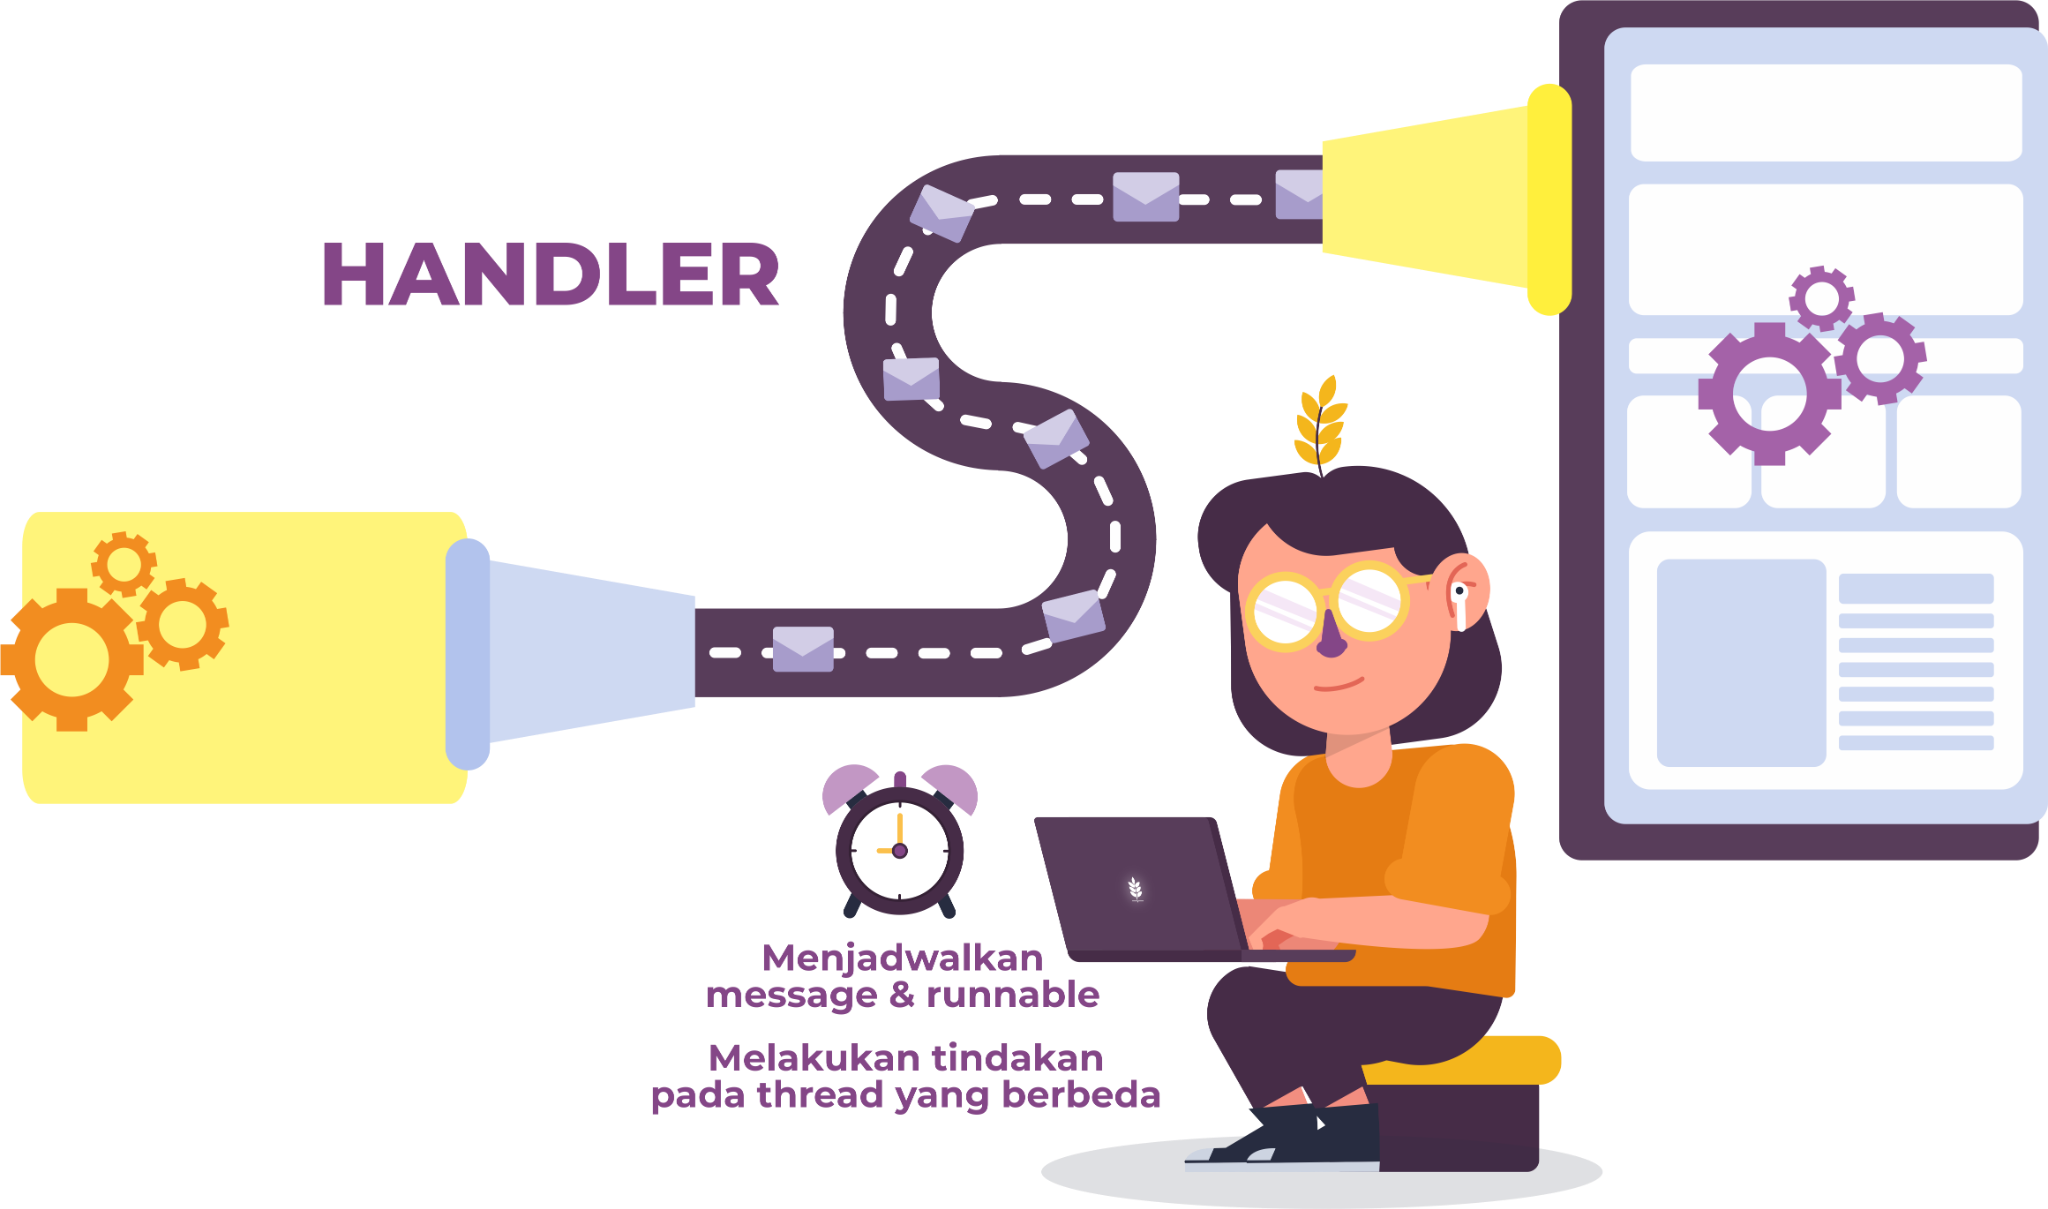 HANDLER
Menjadwalkan
message & runnable
Melakukan tindakan
pada thread yang berbeda